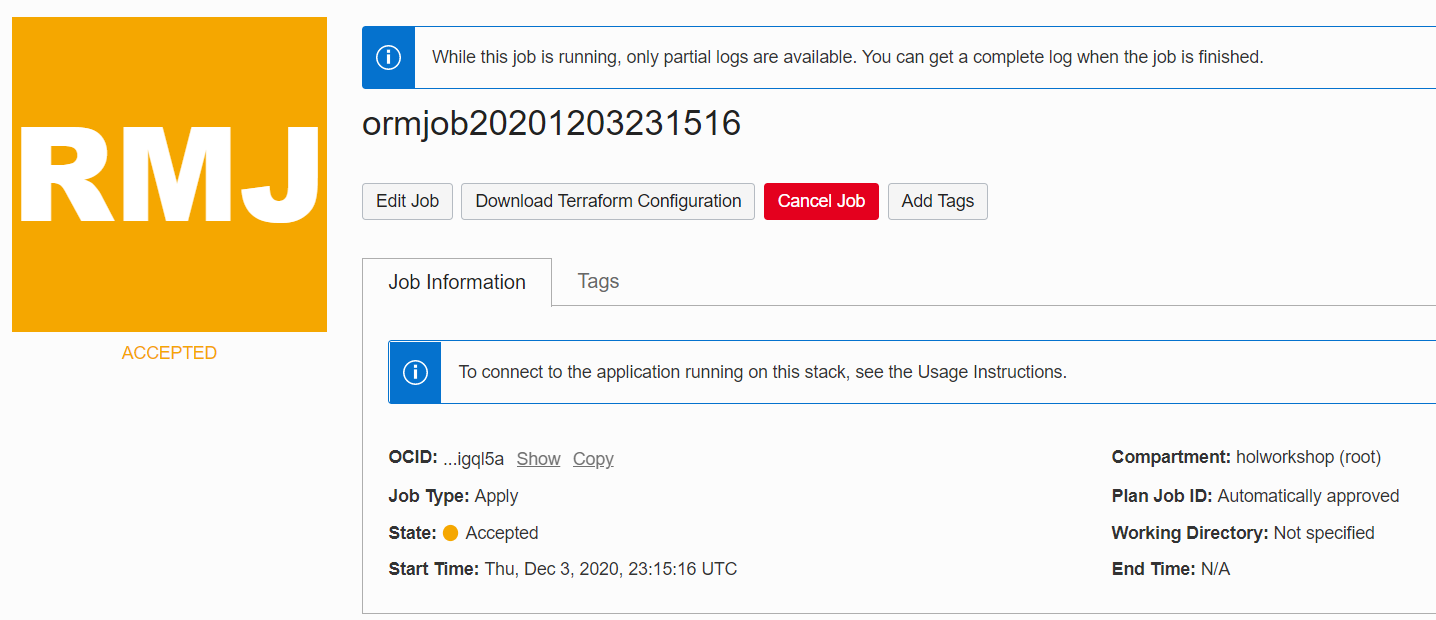 RMJ
ACCEPTED
While this job is running, only partial logs are available. You can get a complete log when the job is finished.
ormjob20201203231516
Edit Job
Download Terraform Configuration
Cancel Job
Add Tags
Job Information
Tags
To connect to the application running on this stack, see the Usage Instructions.
OCID: ...igql5a Show Copy
Job Type: Apply
State: Accepted
Start Time: Thu, Dec 3, 2020, 23:15:16 UTC
Compartment: holworkshop (root)
Plan Job ID: Automatically approved
Working Directory: Not specified
End Time: N/A